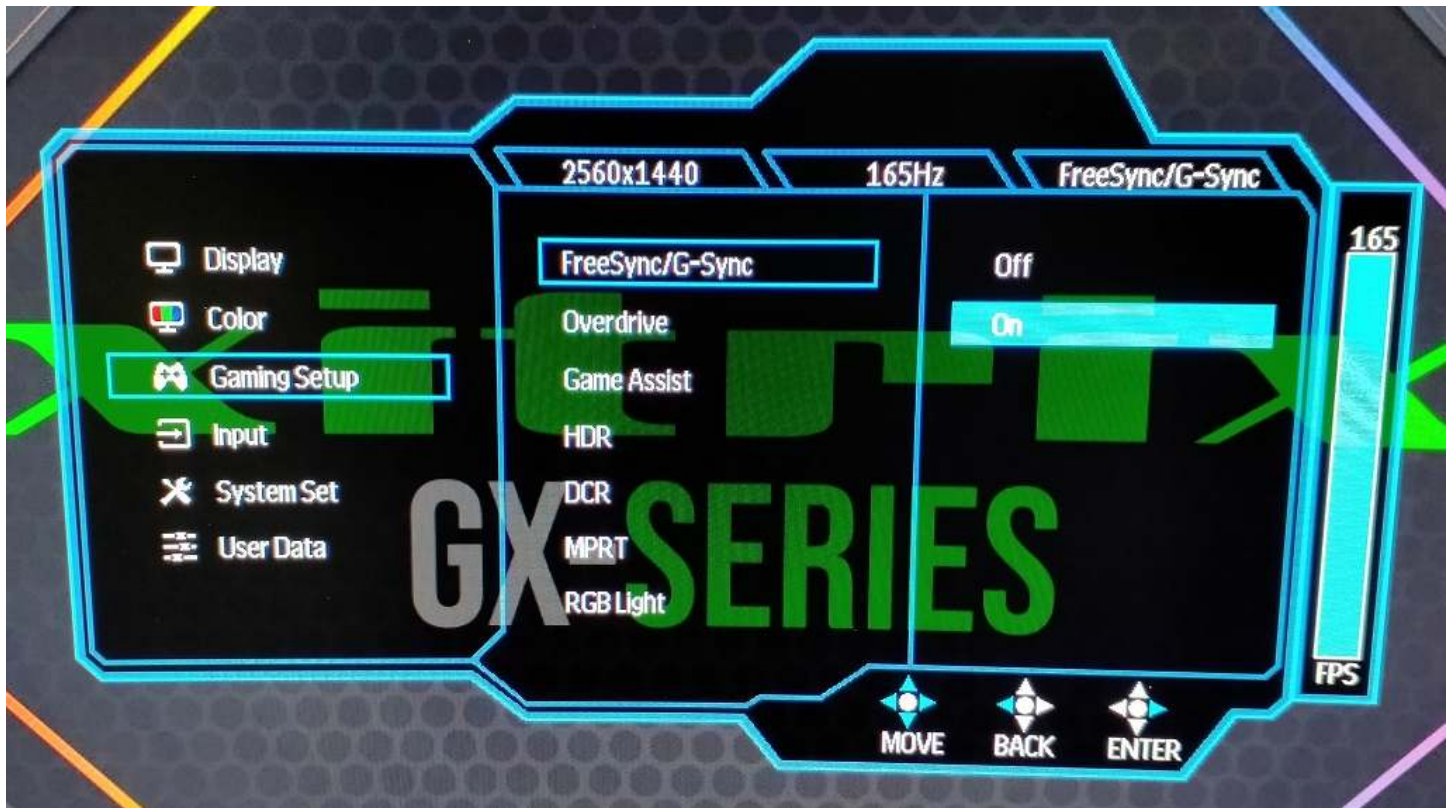 2560x1440
165Hz
FreeSync/G-Sync
Display
Color
Gaming Setup
Input
System Set
User Data
FreeSync/G-Sync
Overdrive
Game Assist
HDR
DCR
MPRT
RGB Light
Off
On
165
FPS
GX-SERIES
MOVE
BACK
ENTER